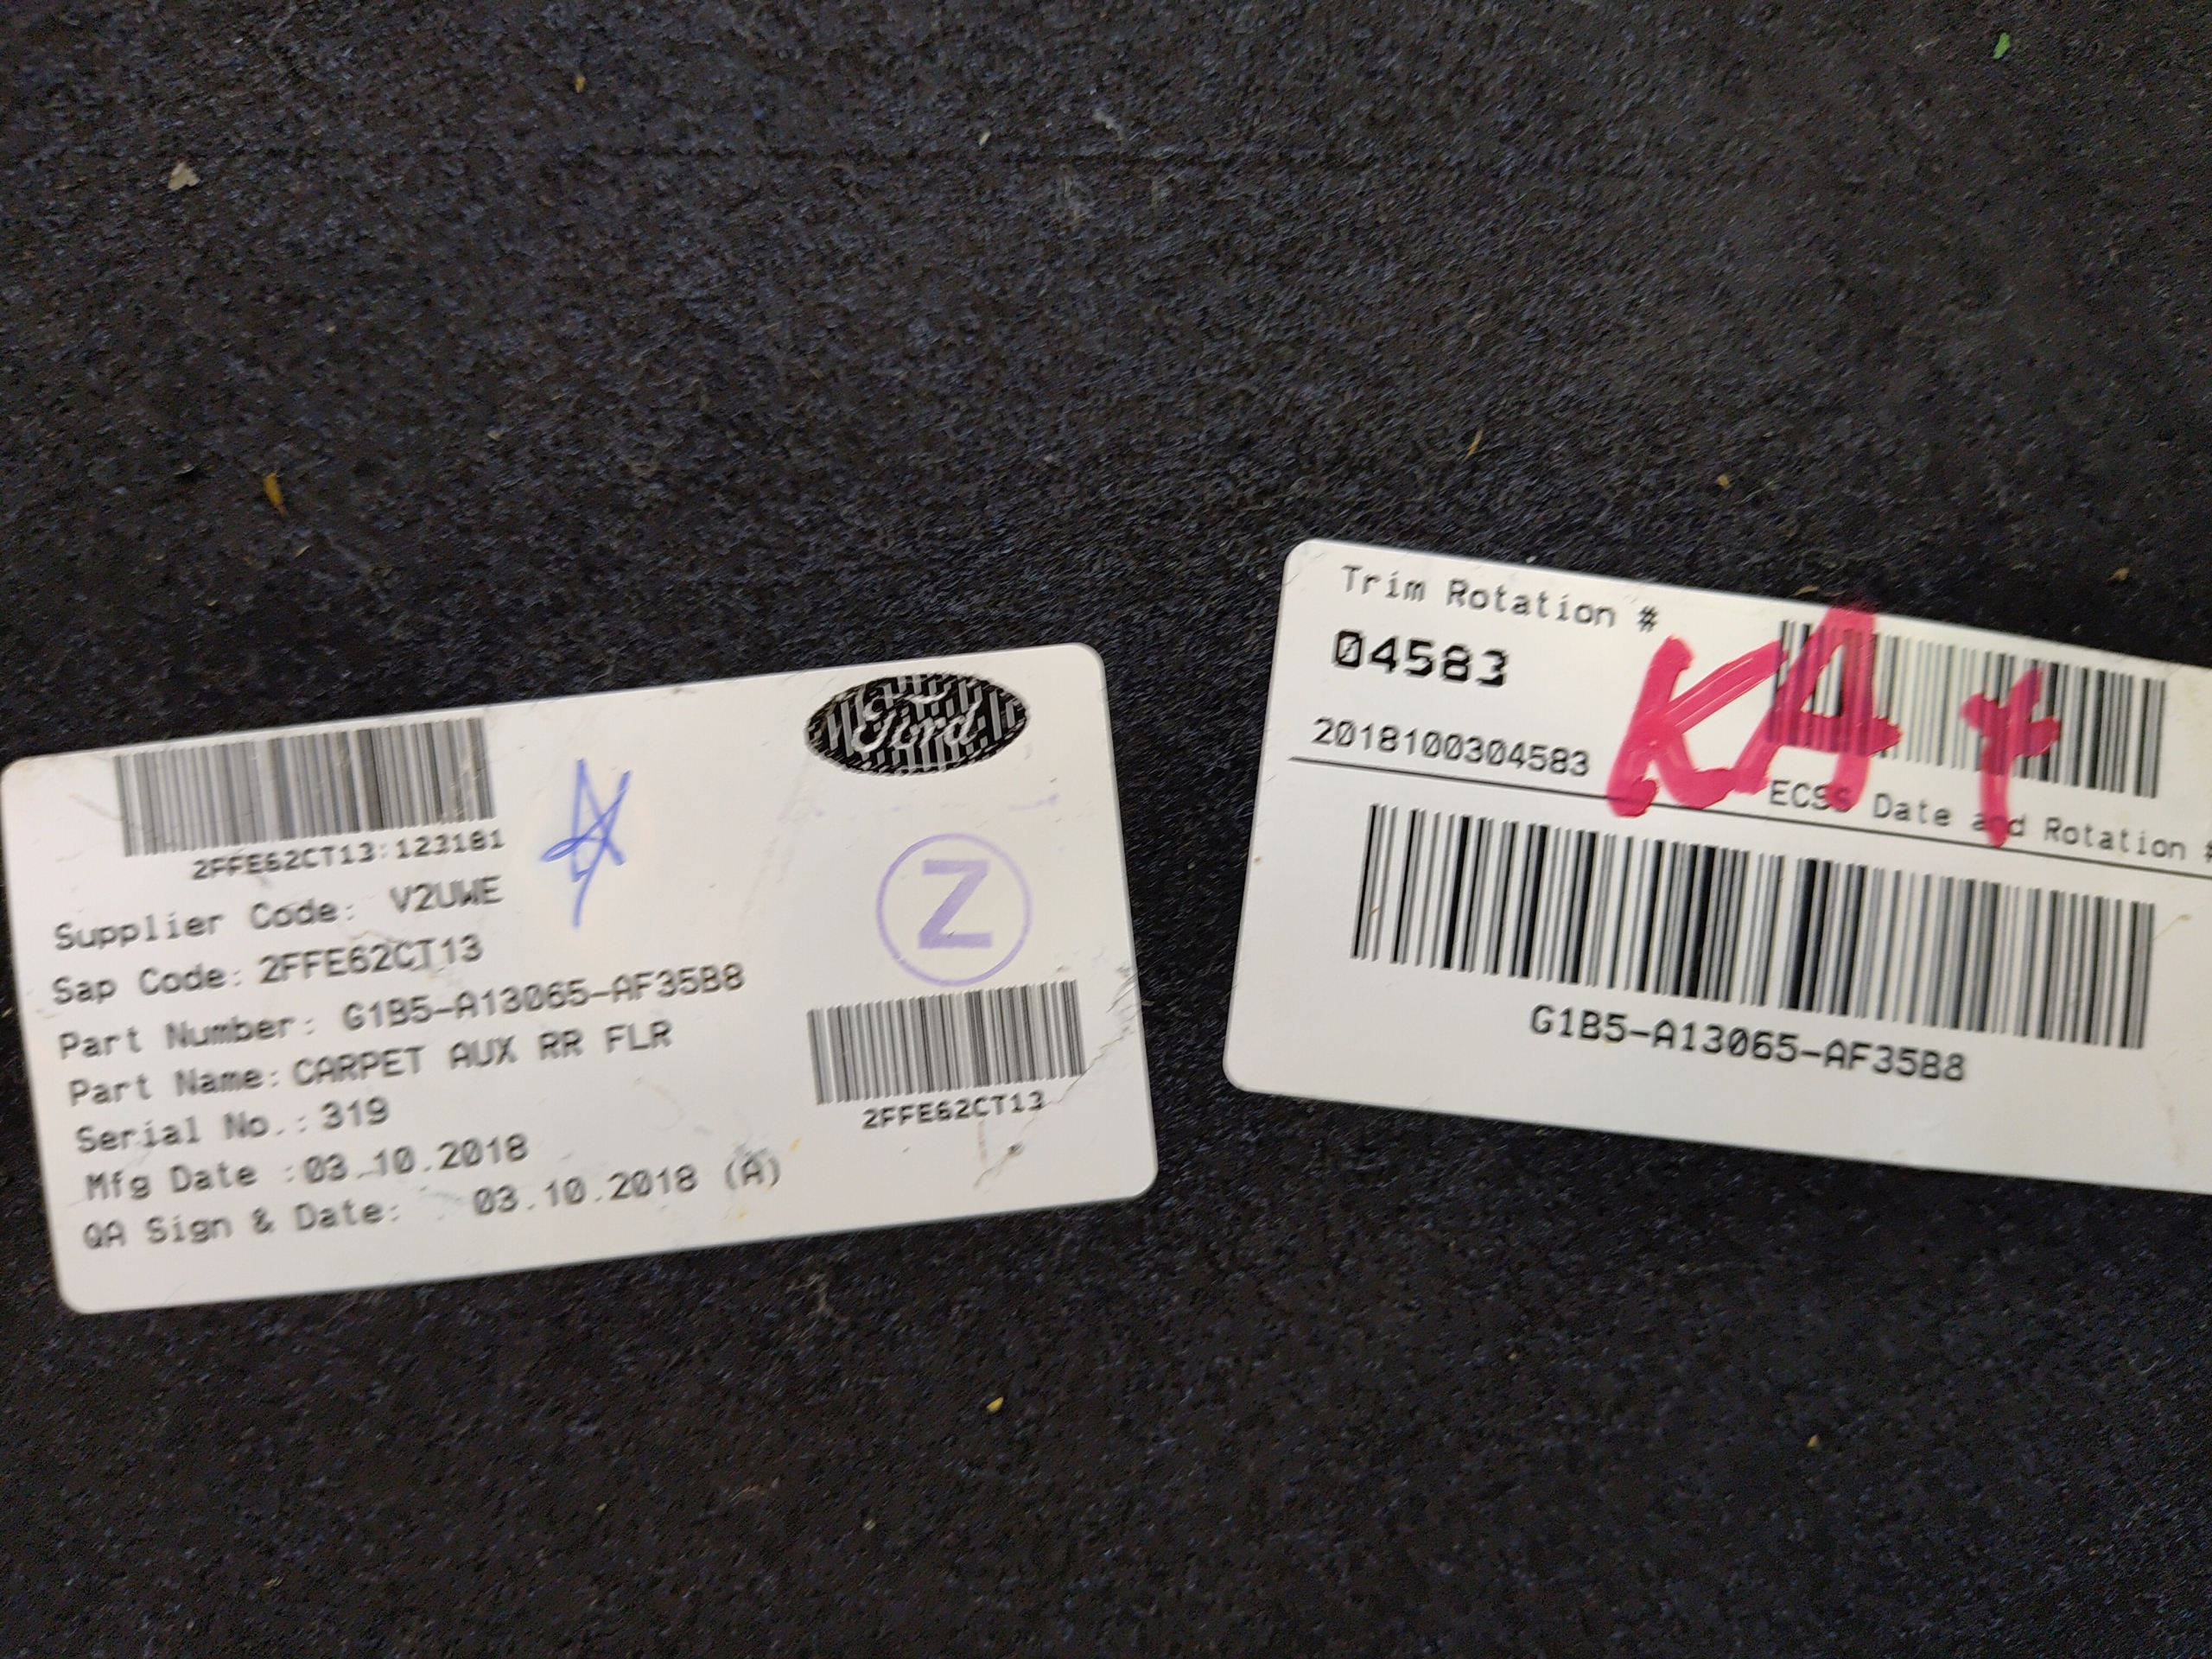 Ford
2FFE62CT13:123181
Supplier Code: V2UWE
Sap Code: 2FFE62CT13
Part Number: G1B5-A13065-AF35B8
Part Name: CARPET AUX RR FLR
Serial No.: 319
Mfg Date :03.10.2018
QA Sign & Date: 03.10.2018 (A)
Z
2FFE62CT13
Trim Rotation #
04583
KA+
2018100304583
ECSS Date and Rotation #
G1B5-A13065-AF35B8